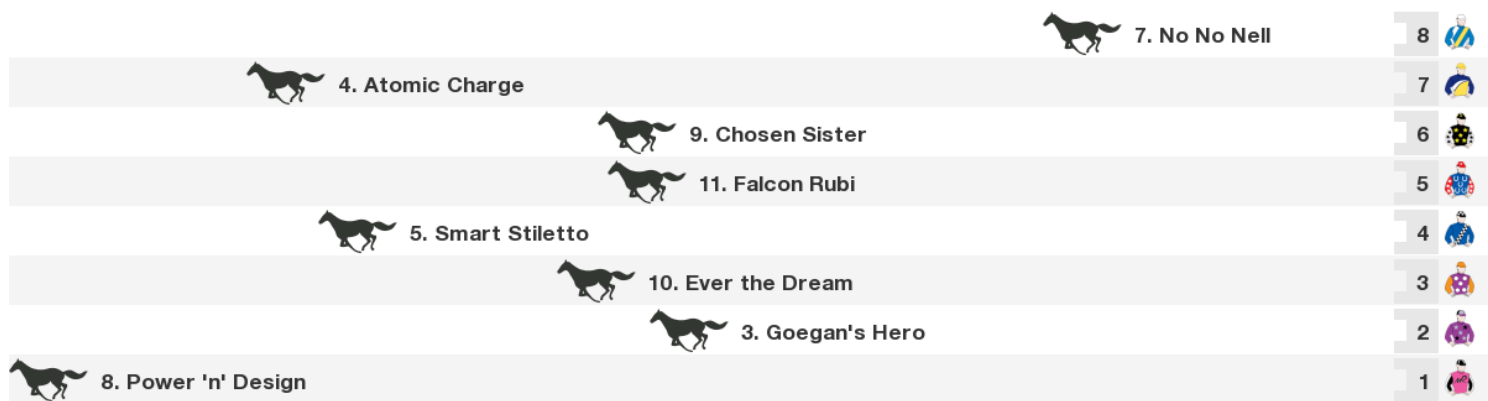 7. No No Nell 8
4. Atomic Charge 7
9. Chosen Sister 6
11. Falcon Rubi 5
5. Smart Stiletto 4
10. Ever the Dream 3
3. Goegan's Hero 2
8. Power 'n' Design 1